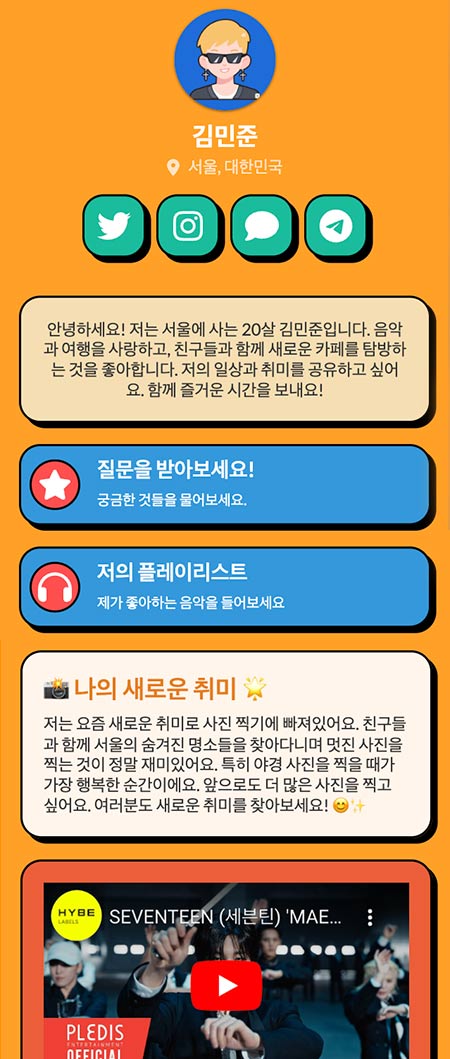 김민준
서울, 대한민국
안녕하세요! 저는 서울에 사는 20살 김민준입니다. 음악
과 여행을 사랑하고, 친구들과 함께 새로운 카페를 탐방하
는 것을 좋아합니다. 저의 일상과 취미를 공유하고 싶어
요. 함께 즐거운 시간을 보내요!
질문을 받아보세요!
궁금한 것들을 물어보세요.
저의 플레이리스트
제가 좋아하는 음악을 들어보세요
📸 나의 새로운 취미 🌟
저는 요즘 새로운 취미로 사진 찍기에 빠져있어요. 친구들
과 함께 서울의 숨겨진 명소들을 찾아다니며 멋진 사진을
찍는 것이 정말 재미있어요. 특히 야경 사진을 찍을 때가
가장 행복한 순간이에요. 앞으로도 더 많은 사진을 찍고
싶어요. 여러분도 새로운 취미를 찾아보세요! 😊✨
HYBE
LABELS
SEVENTEEN (세븐틴) 'MAE...
PLEDIS
ENTERTAINMENT
OFFICIAL